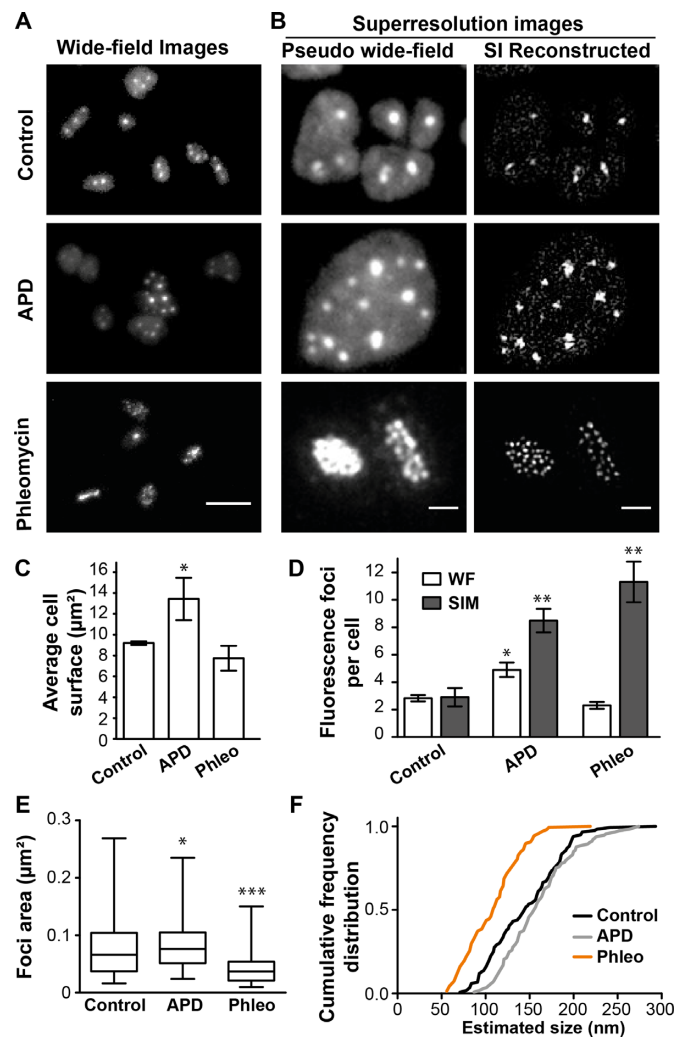 A
B
Superresolution images
Wide-field Images
Pseudo wide-field
SI Reconstructed
Control
APD
Phleomycin
C
Average cell
surface (µm²)
16
14
12
10
8
6
4
2
0
*
Control
APD
Phleo
D
Fluorescence foci
per cell
12
10
8
6
4
2
0
WF
SIM
*
**
**
Control
APD
Phleo
E
Foci area (µm²)
0.3
0.2
0.1
0
*
***
Control
APD
Phleo
F
Cumulative frequency
distribution
1.0
0.5
0.0
Control
APD
Phleo
0
50
100
150
200
250
300
Estimated size (nm)